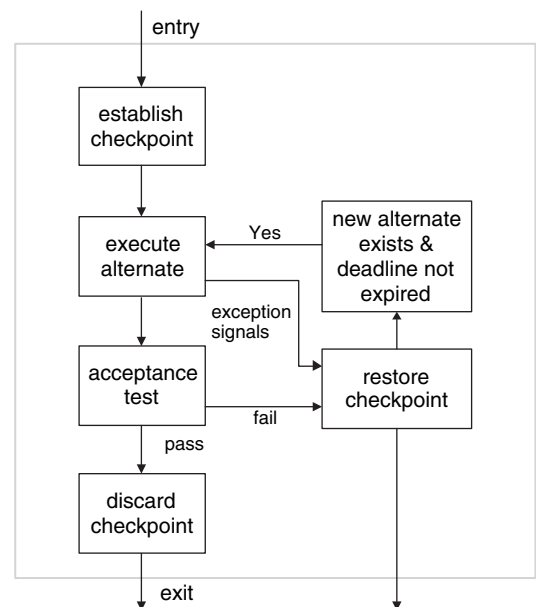 entry
establish
checkpoint
execute
alternate
Yes
new alternate
exists &
deadline not
expired
exception
signals
acceptance
test
restore
checkpoint
fail
pass
discard
checkpoint
exit